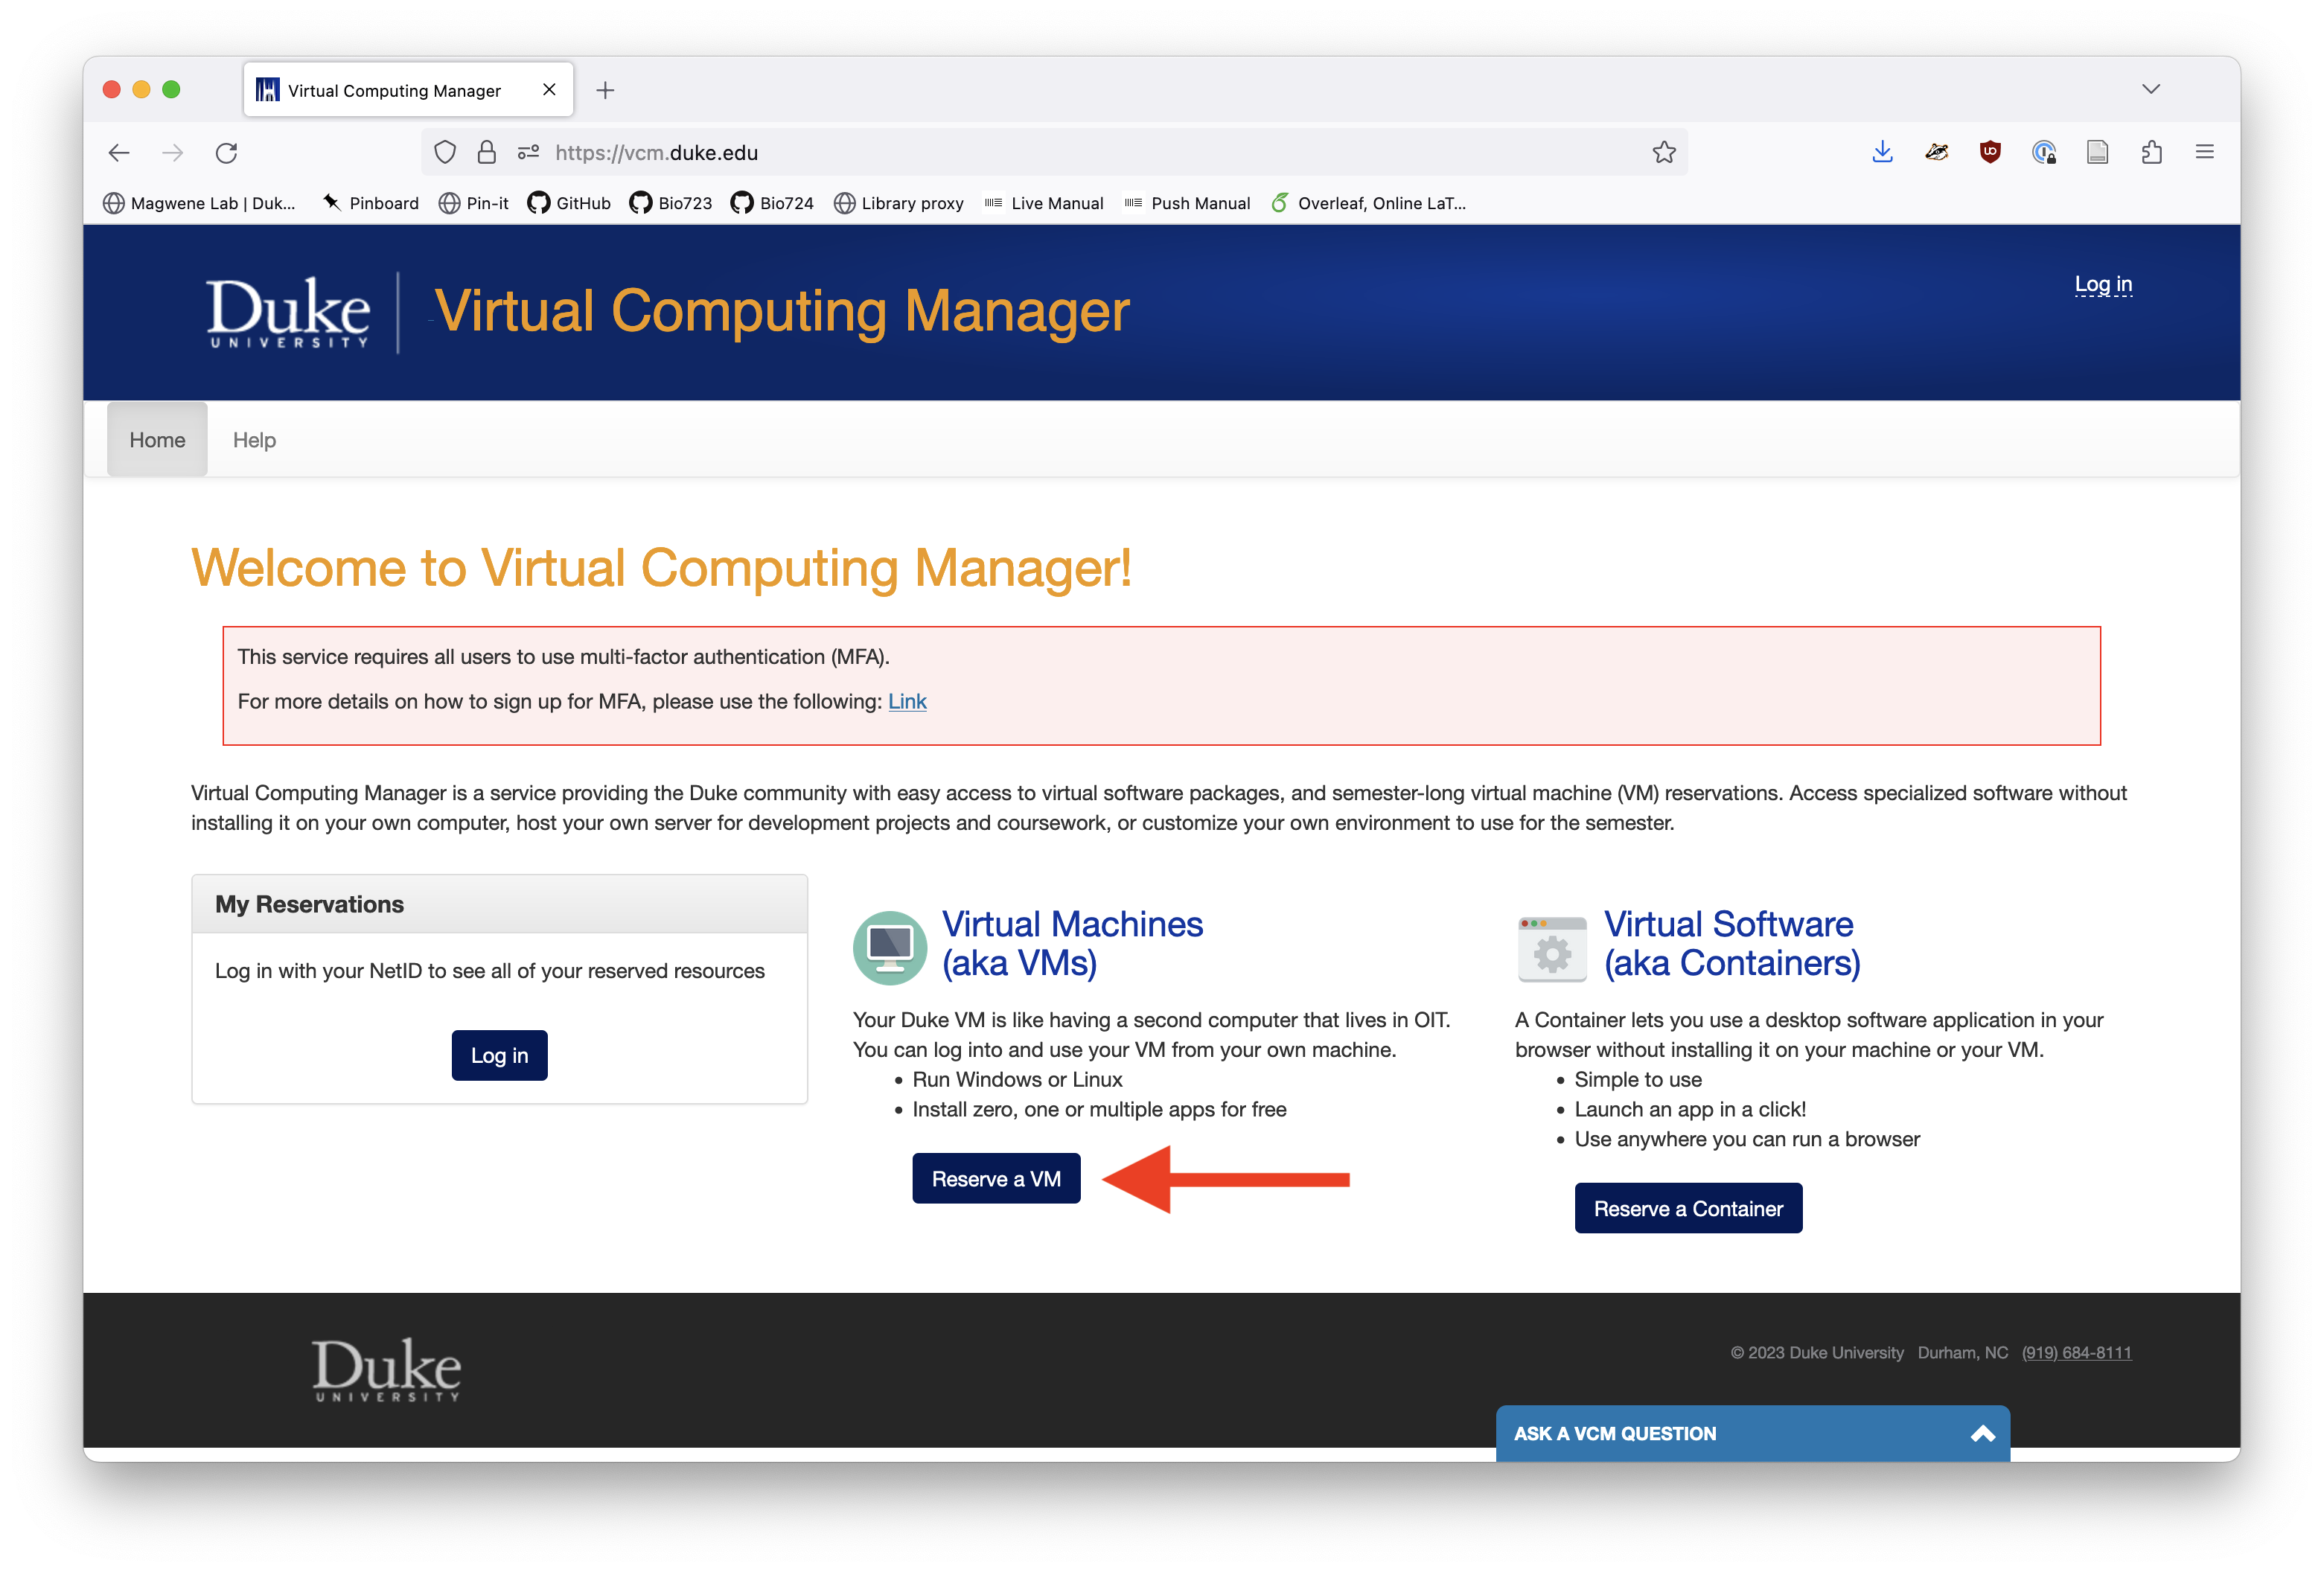 Virtual Computing Manager
https://vcm.duke.edu
Magwene Lab | Duk...
Pinboard
Pin-it
GitHub
Bio723
Bio724
Library proxy
Live Manual
Push Manual
Overleaf, Online LaT...
Duke
UNIVERSITY
Virtual Computing Manager
Log in
Home
Help
Welcome to Virtual Computing Manager!
This service requires all users to use multi-factor authentication (MFA).
For more details on how to sign up for MFA, please use the following: Link
Virtual Computing Manager is a service providing the Duke community with easy access to virtual software packages, and semester-long virtual machine (VM) reservations. Access specialized software without
installing it on your own computer, host your own server for development projects and coursework, or customize your own environment to use for the semester.
My Reservations
Log in with your NetID to see all of your reserved resources
Log in
Virtual Machines
(aka VMs)
Your Duke VM is like having a second computer that lives in OIT.
You can log into and use your VM from your own machine.
• Run Windows or Linux
• Install zero, one or multiple apps for free
Reserve a VM
Virtual Software
(aka Containers)
A Container lets you use a desktop software application in your
browser without installing it on your machine or your VM.
• Simple to use
• Launch an app in a click!
• Use anywhere you can run a browser
Reserve a Container
Duke
UNIVERSITY
© 2023 Duke University Durham, NC (919) 684-8111
ASK A VCM QUESTION